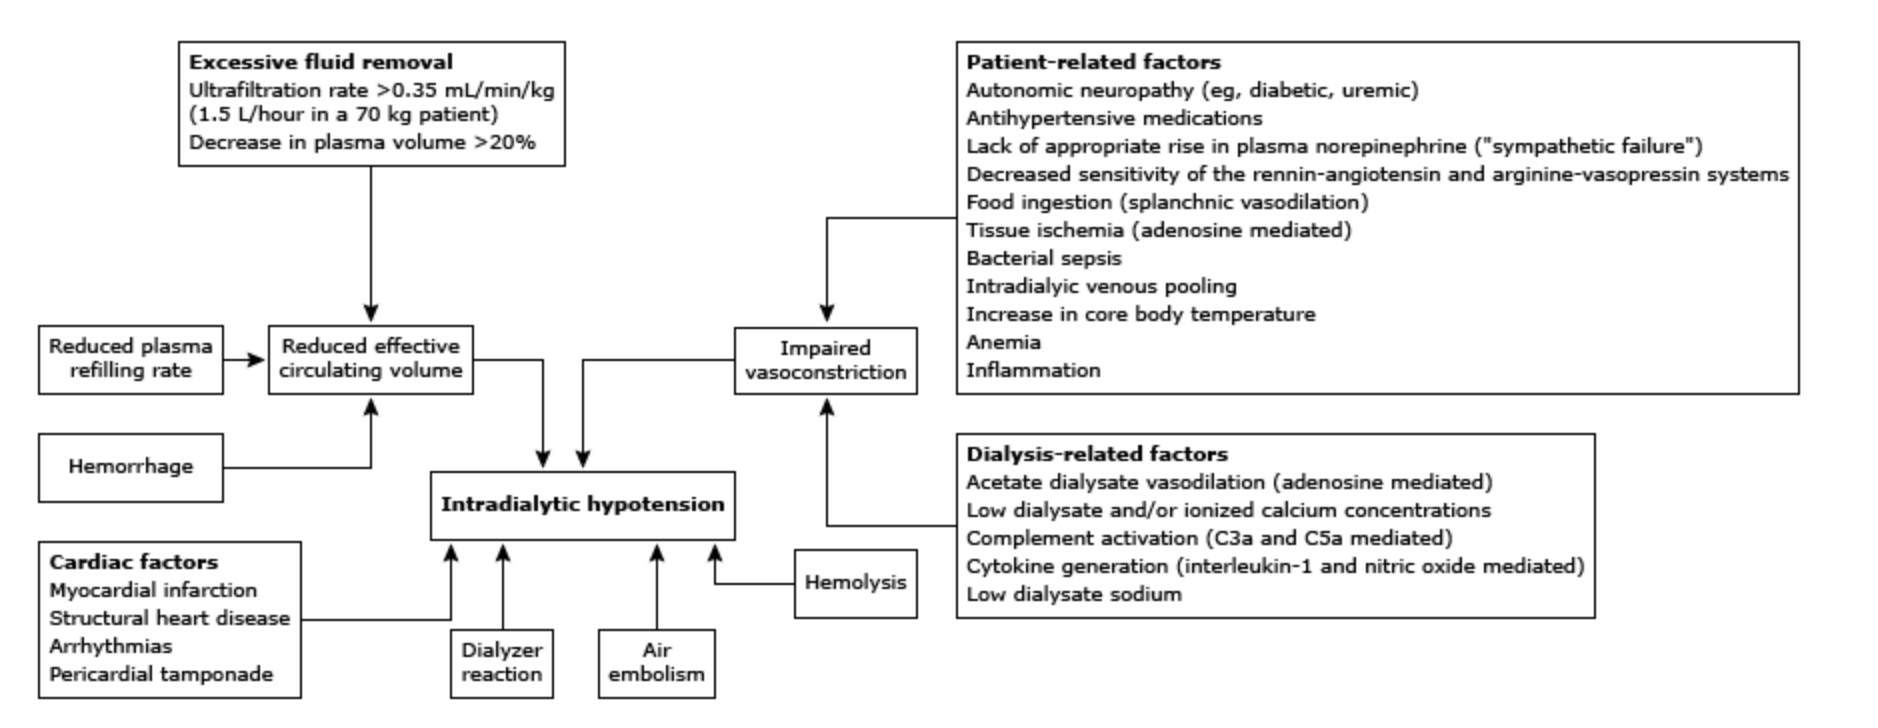 Excessive fluid removal
Ultrafiltration rate >0.35 mL/min/kg
(1.5 L/hour in a 70 kg patient)
Decrease in plasma volume >20%
Patient-related factors
Autonomic neuropathy (eg, diabetic, uremic)
Antihypertensive medications
Lack of appropriate rise in plasma norepinephrine ("sympathetic failure")
Decreased sensitivity of the rennin-angiotensin and arginine-vasopressin systems
Food ingestion (splanchnic vasodilation)
Tissue ischemia (adenosine mediated)
Bacterial sepsis
Intradialyic venous pooling
Increase in core body temperature
Anemia
Inflammation
Reduced plasma
refilling rate
Reduced effective
circulating volume
Impaired
vasoconstriction
Hemorrhage
Intradialytic hypotension
Dialysis-related factors
Acetate dialysate vasodilation (adenosine mediated)
Low dialysate and/or ionized calcium concentrations
Complement activation (C3a and C5a mediated)
Cytokine generation (interleukin-1 and nitric oxide mediated)
Low dialysate sodium
Cardiac factors
Myocardial infarction
Structural heart disease
Arrhythmias
Pericardial tamponade
Dialyzer
reaction
Air
embolism
Hemolysis